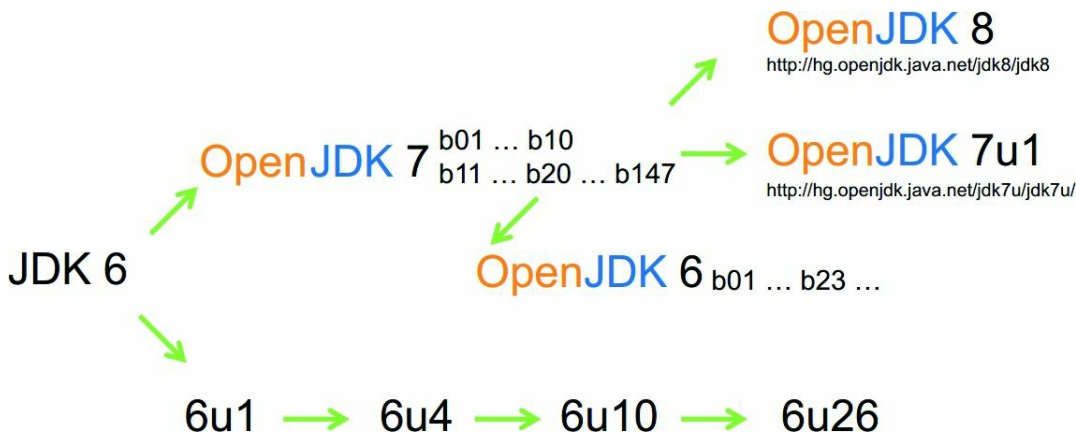 OpenJDK 8
http://hg.openjdk.java.net/jdk8/jdk8
OpenJDK 7 b01 ... b10
b11 ... b20 ... b147
OpenJDK 7u1
http://hg.openjdk.java.net/jdk7u/jdk7u/
JDK 6
OpenJDK 6 b01 ... b23 ...
6u1 6u4 6u10 6u26